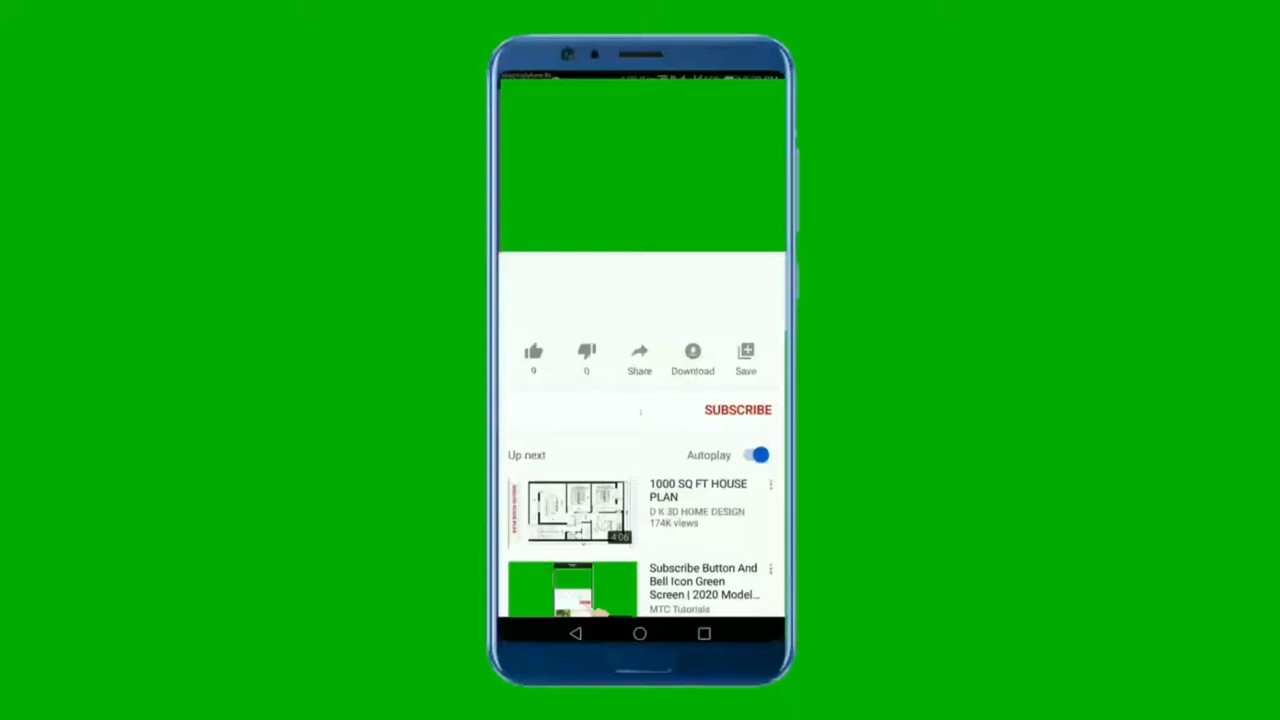 9
0
Share
Download
Save
SUBSCRIBE
Up next
Autoplay
1000 SQ FT HOUSE
PLAN
D K 3D HOME DESIGN
174K views
4:06
Subscribe Button And
Bell Icon Green
Screen | 2020 Model...
MTC Tutorials